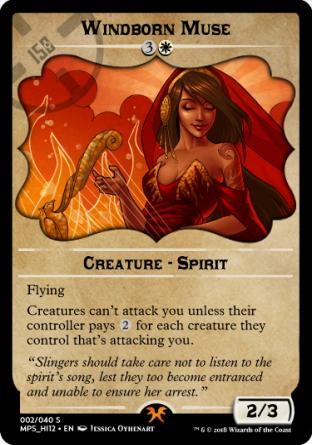 158
Windborn Muse
3
Creature - Spirit
Flying
Creatures can't attack you unless their
controller pays 2 for each creature they
control that's attacking you.
"Slingers should take care not to listen to the
spirit's song, lest they too become entranced
and unable to ensure her arrest."
2/3
002/040 S
MPS_HI12 • EN Jessica Oyhenart
™ & © 2018 Wizards of the Coast